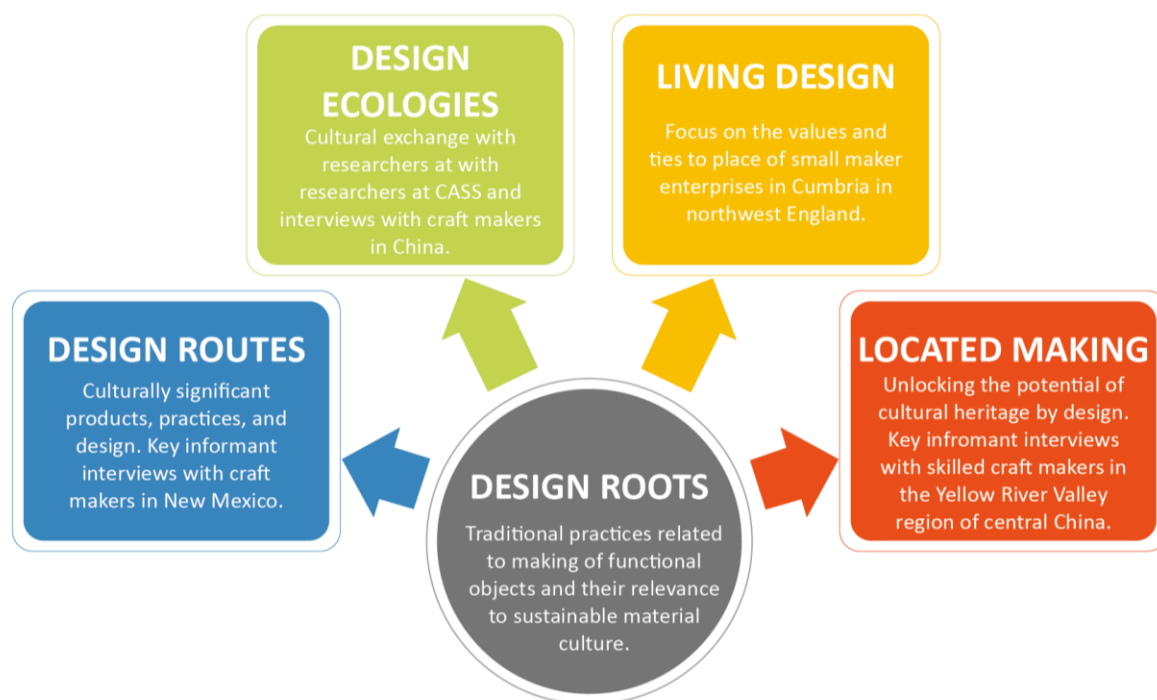 DESIGN
ECOLOGIES
Cultural exchange with
researchers at with
researchers at CASS and
interviews with craft makers
in China.
LIVING DESIGN
Focus on the values and
ties to place of small maker
enterprises in Cumbria in
northwest England.
DESIGN ROUTES
Culturally significant
products, practices, and
design. Key informant
interviews with craft
makers in New Mexico.
LOCATED MAKING
Unlocking the potential of
cultural heritage by design.
Key infromant interviews
with skilled craft makers in
the Yellow River Valley
region of central China.
DESIGN ROOTS
Traditional practices related
to making of functional
objects and their relevance
to sustainable material
culture.